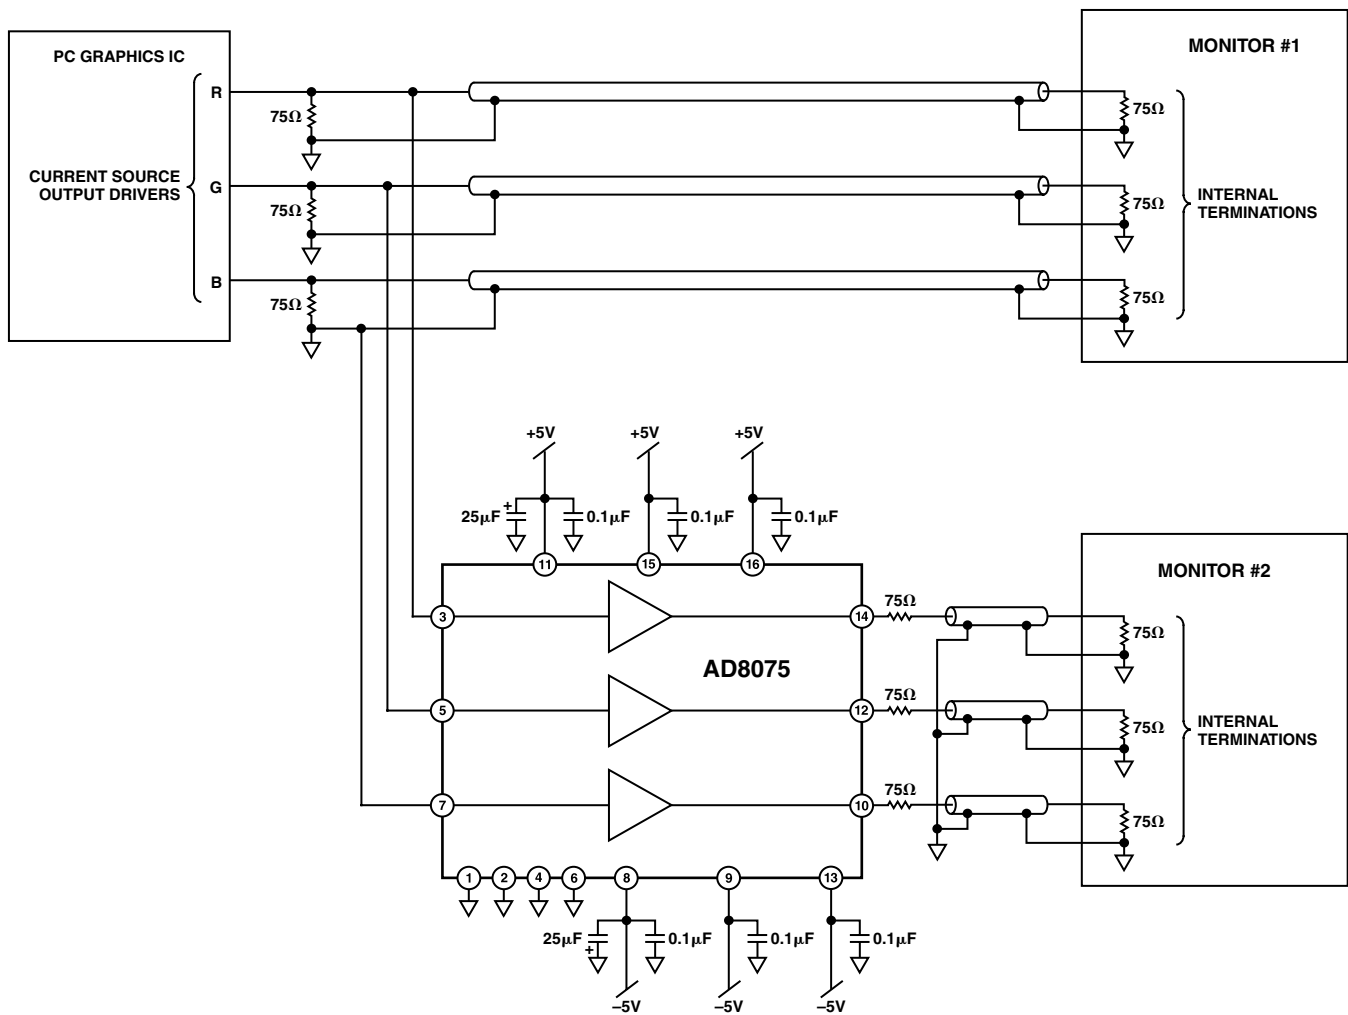 PC GRAPHICS IC
MONITOR #1
R
75Ω
75Ω
CURRENT SOURCE
OUTPUT DRIVERS
G
75Ω
75Ω
INTERNAL
TERMINATIONS
B
75Ω
75Ω
+5V
+5V
+5V
25µF
+
0.1µF
0.1µF
0.1µF
11
15
16
MONITOR #2
3
14
75Ω
75Ω
AD8075
5
12
75Ω
75Ω
INTERNAL
TERMINATIONS
7
10
75Ω
75Ω
1
2
4
6
8
9
13
25µF
+
0.1µF
0.1µF
0.1µF
–5V
–5V
–5V